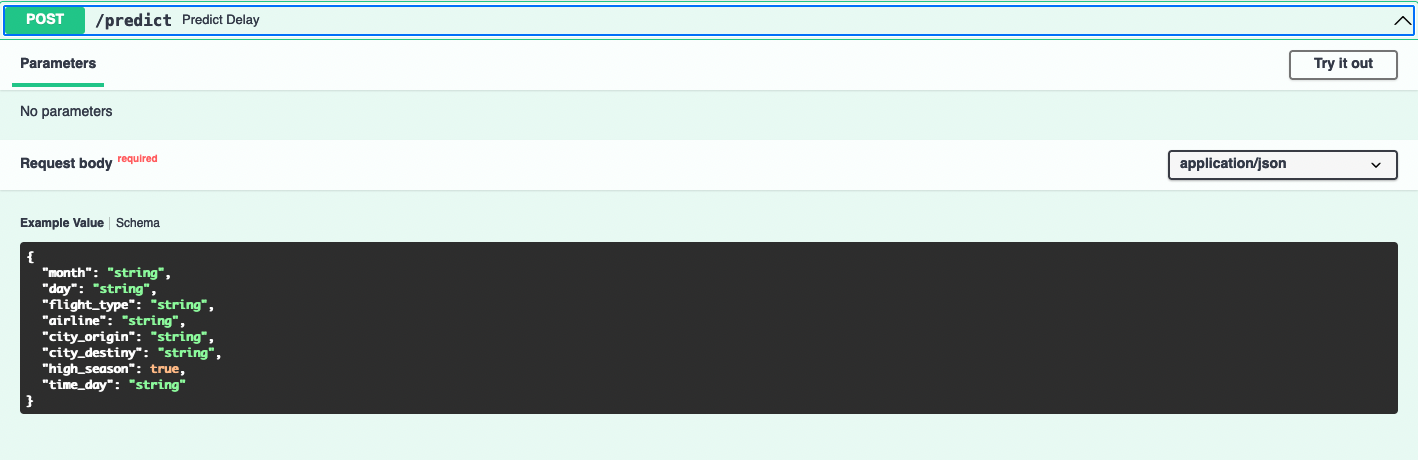 POST /predict Predict Delay
Parameters
Try it out
No parameters
Request body required
application/json
Example Value | Schema
{
  "month": "string",
  "day": "string",
  "flight_type": "string",
  "airline": "string",
  "city_origin": "string",
  "city_destiny": "string",
  "high_season": true,
  "time_day": "string"
}